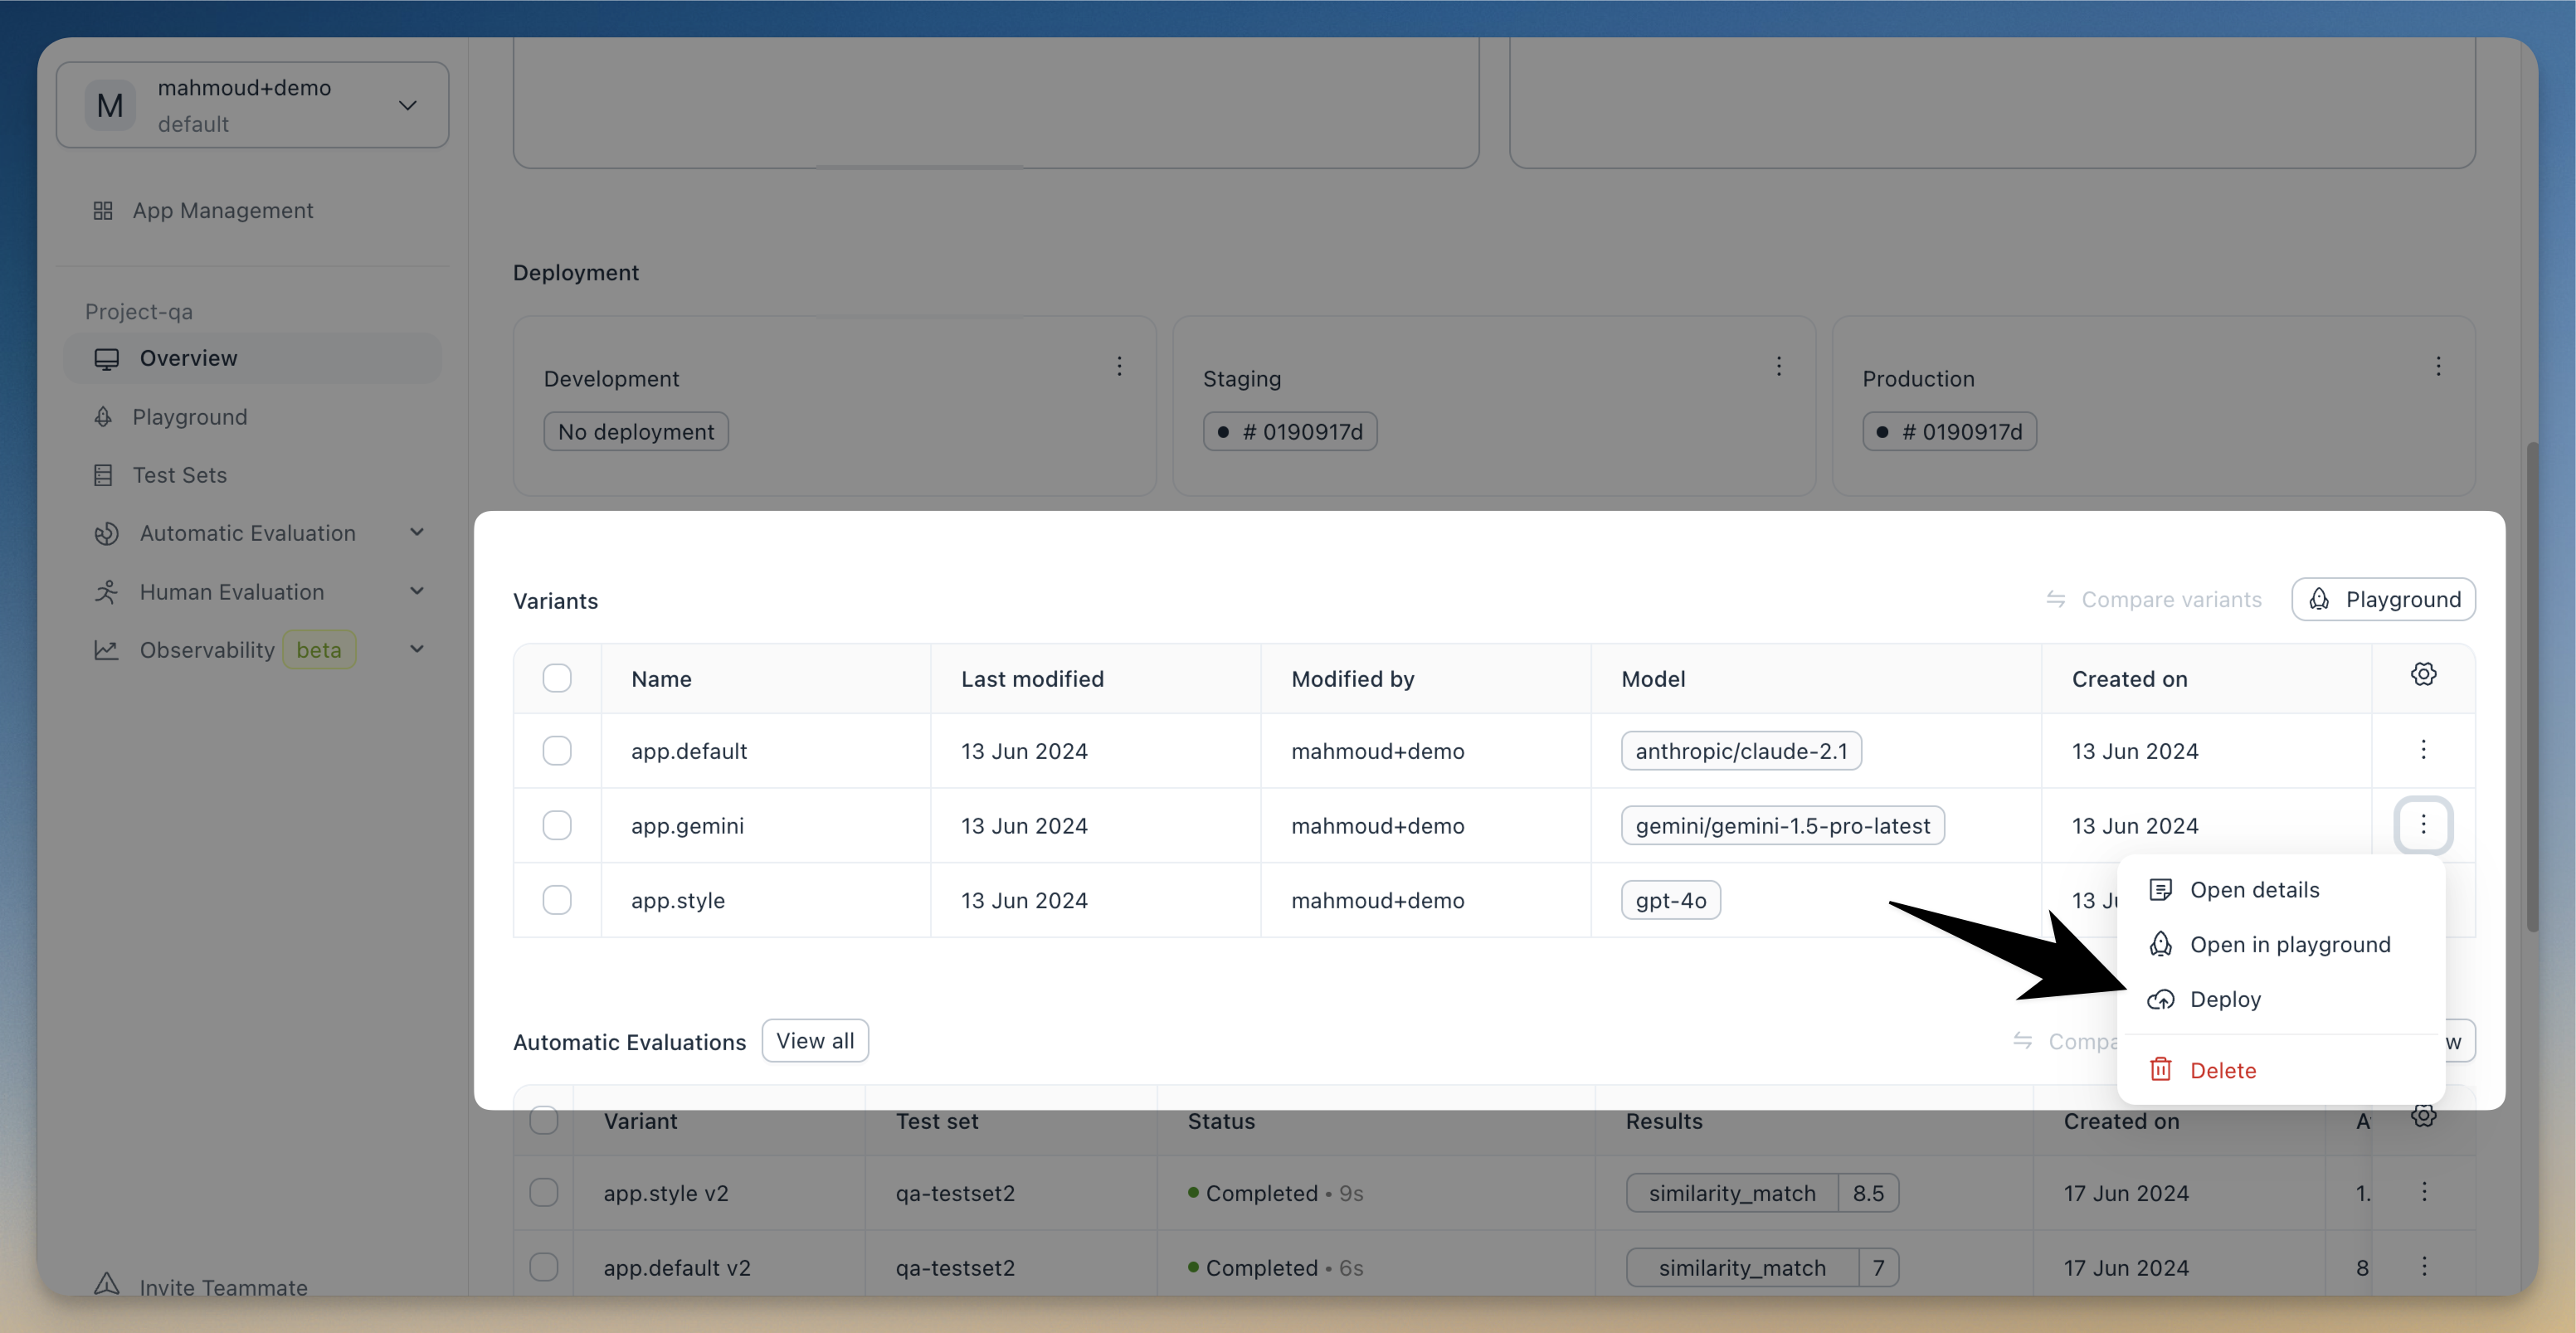 M
mahmoud+demo
default
App Management
Project-qa
Overview
Playground
Test Sets
Automatic Evaluation
Human Evaluation
Observability beta
Invite Teammate
Deployment
Development
No deployment
Staging
# 0190917d
Production
# 0190917d
Variants
Compare variants
Playground
Name Last modified Modified by Model Created on
app.default 13 Jun 2024 mahmoud+demo anthropic/claude-2.1 13 Jun 2024
app.gemini 13 Jun 2024 mahmoud+demo gemini/gemini-1.5-pro-latest 13 Jun 2024
app.style 13 Jun 2024 mahmoud+demo gpt-4o 13
Open details
Open in playground
Deploy
Delete
Automatic Evaluations View all
Variant Test set Status Results Created on
app.style v2 qa-testset2 Completed • 9s similarity_match 8.5 17 Jun 2024 1.
app.default v2 qa-testset2 Completed • 6s similarity_match 7 17 Jun 2024 8